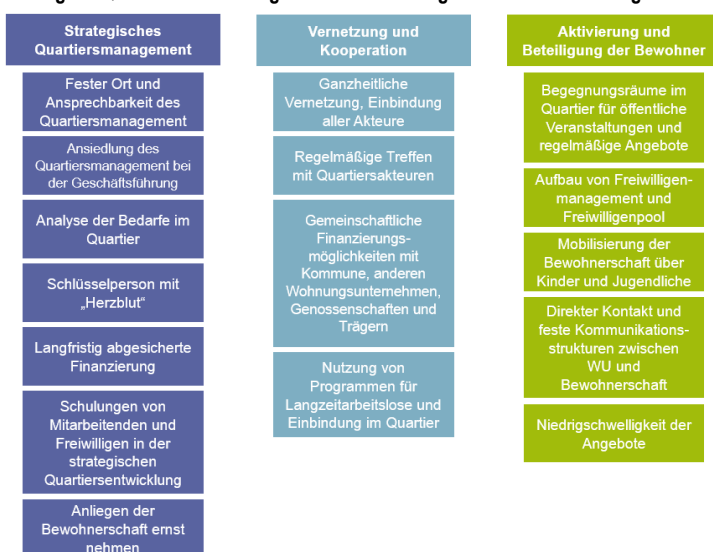 Strategisches
Quartiersmanagement
Fester Ort und
Ansprechbarkeit des
Quartiersmanagement
Ansiedlung des
Quartiersmanagement bei
der Geschäftsführung
Analyse der Bedarfe im
Quartier
Schlüsselperson mit
„Herzblut“
Langfristig abgesicherte
Finanzierung
Schulungen von
Mitarbeitenden und
Freiwilligen in der
strategischen
Quartiersentwicklung
Anliegen der
Bewohnerschaft ernst
nehmen
Vernetzung und
Kooperation
Ganzheitliche
Vernetzung, Einbindung
aller Akteure
Regelmäßige Treffen
mit Quartiersakteuren
Gemeinschaftliche
Finanzierungs-
möglichkeiten mit
Kommune, anderen
Wohnungsunternehmen,
Genossenschaften und
Trägern
Nutzung von
Programmen für
Langzeitarbeitslose und
Einbindung im Quartier
Aktivierung und
Beteiligung der Bewohner
Begegnungsräume im
Quartier für öffentliche
Veranstaltungen und
regelmäßige Angebote
Aufbau von Freiwilligen-
management und
Freiwilligenpool
Mobilisierung der
Bewohnerschaft über
Kinder und Jugendliche
Direkter Kontakt und
feste Kommunikations-
strukturen zwischen
WU und
Bewohnerschaft
Niedrigschwelligkeit der
Angebote